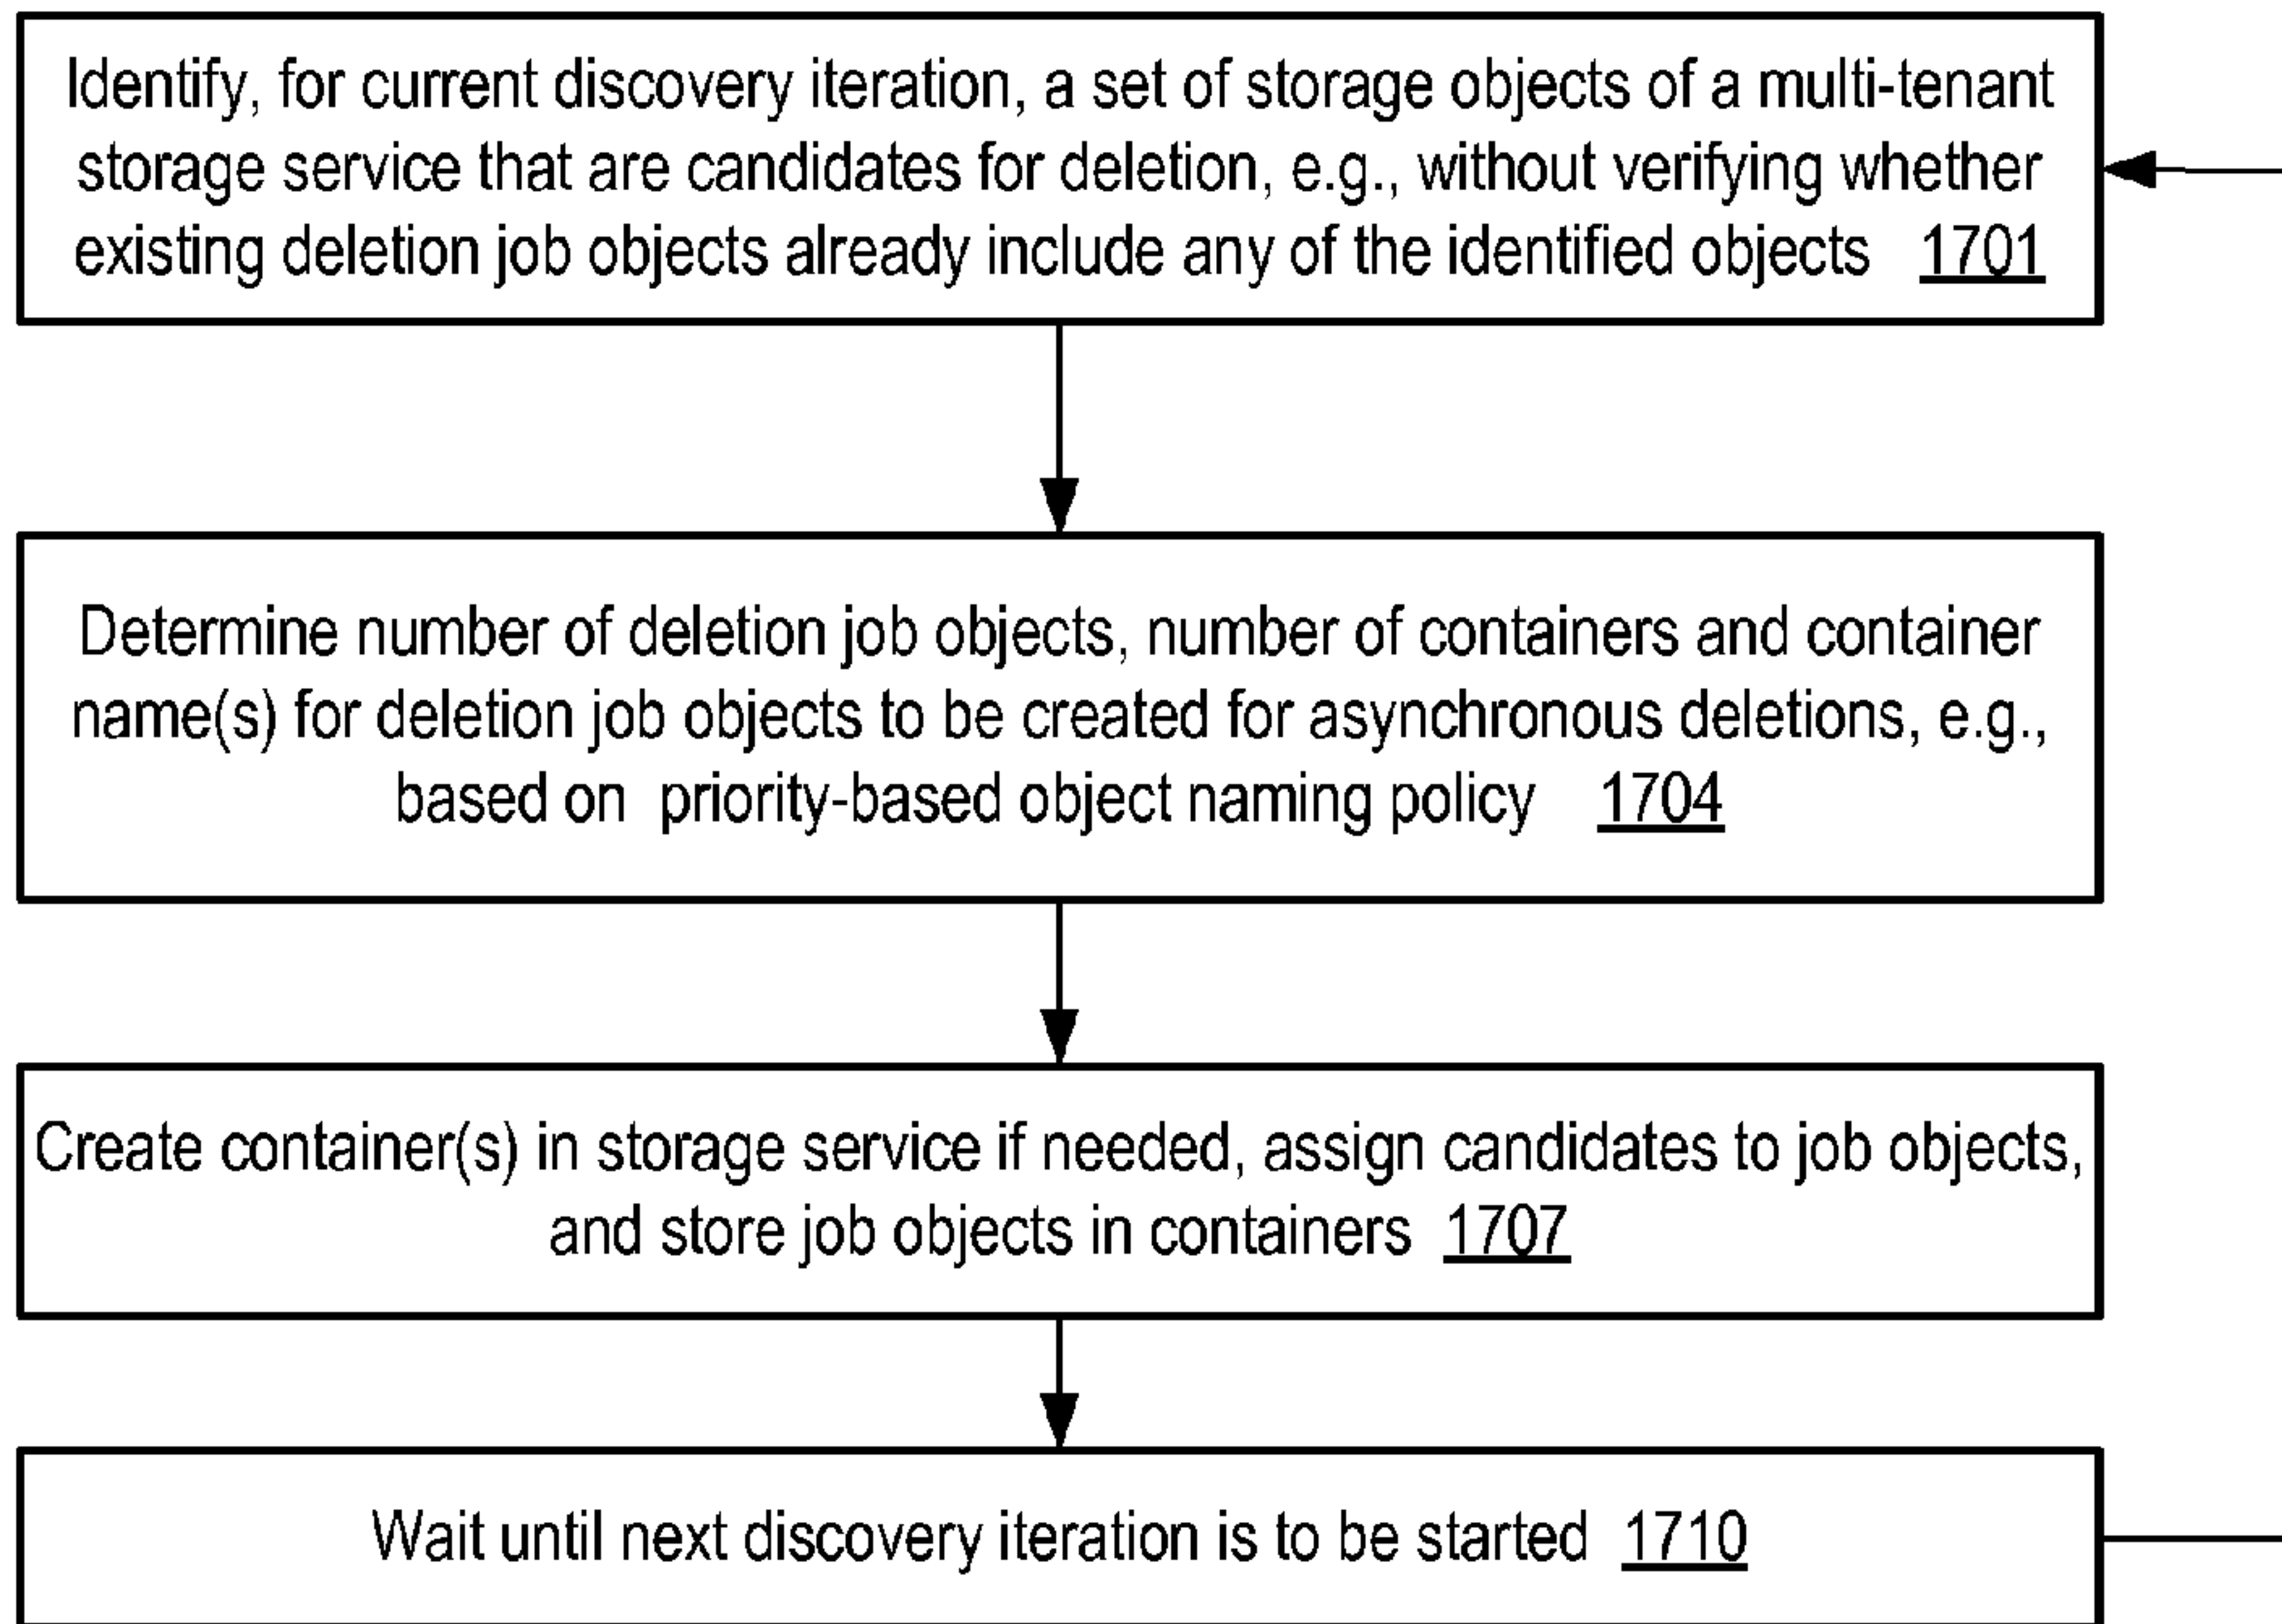 Identify, for current discovery iteration, a set of storage objects of a multi-tenant
storage service that are candidates for deletion, e.g., without verifying whether
existing deletion job objects already include any of the identified objects 1701
Determine number of deletion job objects, number of containers and container
name(s) for deletion job objects to be created for asynchronous deletions, e.g.,
based on priority-based object naming policy 1704
Create container(s) in storage service if needed, assign candidates to job objects,
and store job objects in containers 1707
Wait until next discovery iteration is to be started 1710